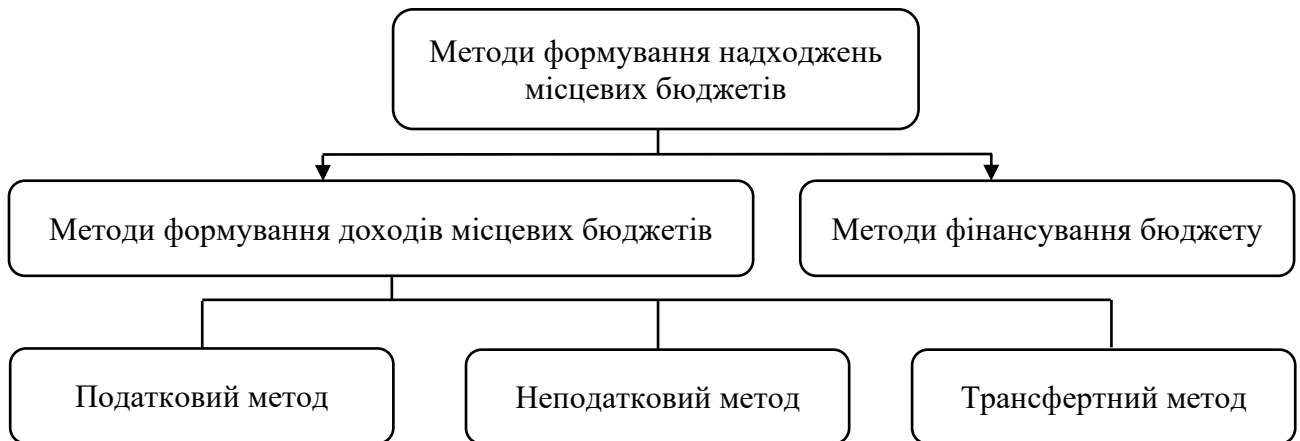 Методи формування надходжень
місцевих бюджетів
Методи формування доходів місцевих бюджетів
Методи фінансування бюджету
Податковий метод
Неподатковий метод
Трансфертний метод